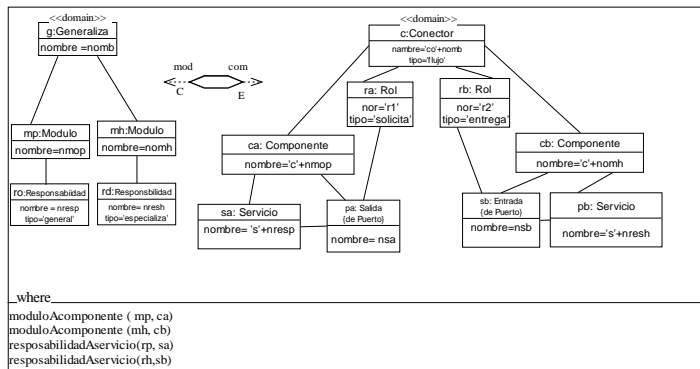 <<domain>>
g:Generaliza
nombre =nomb
mp:Modulo
nombre=nmop
mh:Modulo
nombre=nomh
ro:Responsabiidad
nombre = nresp
tipo='general'
rd:Responsbilidad
nombre= nresh
tipo='especializa'
mod
com
C
E
<<domain>>
c:Conector
nambre='co'+nomb
tipo='flujo'
ra: Rol
nor='r1'
tipo='solicita'
rb: Rol
nor='r2'
tipo='entrega'
ca: Componente
nombre='c'+nmop
cb: Componente
nombre='c'+nomh
sa: Servicio
nombre= 's'+nresp
pa: Salida
{de Puerto}
nombre= nsa
sb: Entrada
{de Puerto}
nombre=nsb
pb: Servicio
nombre='s'+nresh
where
moduloAcomponente ( mp, ca)
moduloAcomponente (mh, cb)
resposabilidadAservicio(rp, sa)
resposabilidadAservicio(rh,sb)